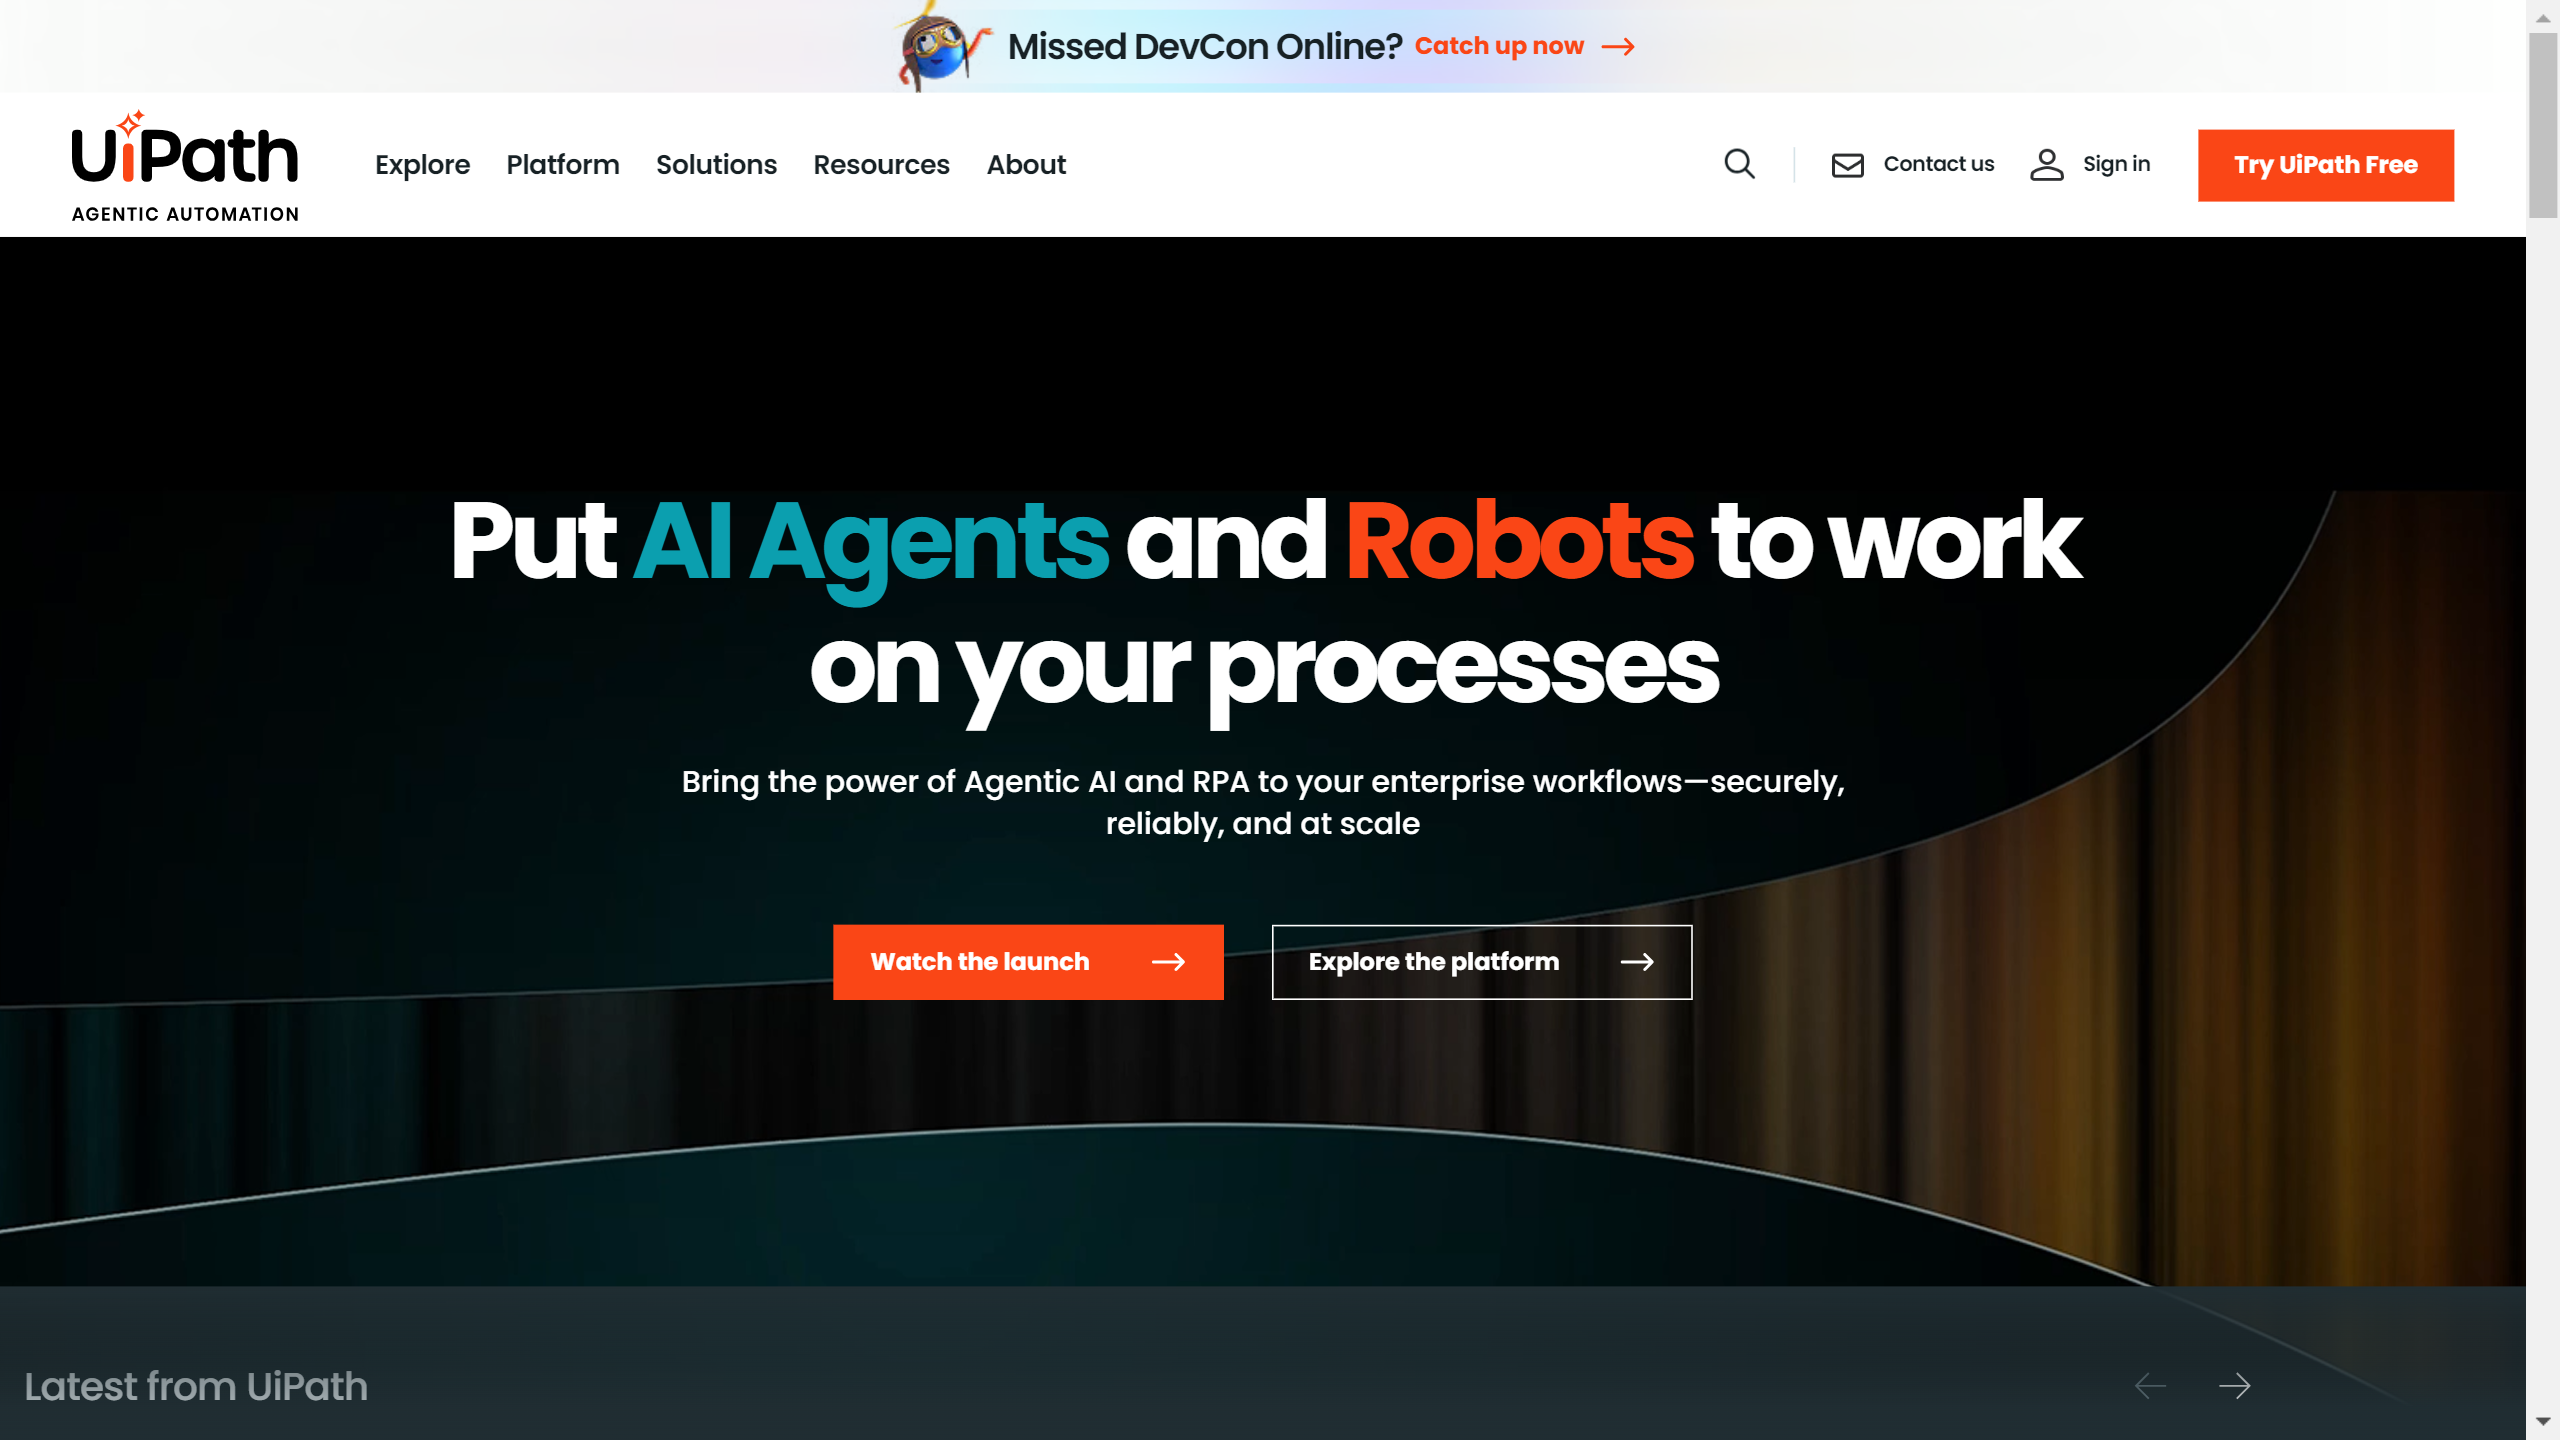 Missed DevCon Online? Catch up now
UiPath
AGENTIC AUTOMATION
Explore Platform Solutions Resources About
Contact us Sign in Try UiPath Free
Put AI Agents and Robots to work
on your processes
Bring the power of Agentic AI and RPA to your enterprise workflows—securely,
reliably, and at scale
Watch the launch
Explore the platform
Latest from UiPath